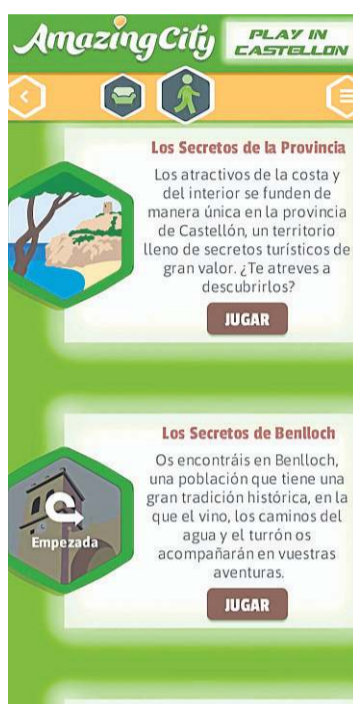 AmazingCity
PLAY IN
CASTELLON
Los Secretos de la Provincia
Los atractivos de la costa y
del interior se funden de
manera única en la provincia
de Castellón, un territorio
lleno de secretos turísticos de
gran valor. ¿Te atreves a
descubrirlos?
JUGAR
Los Secretos de Benlloch
Os encontráis en Benlloch,
una población que tiene una
gran tradición histórica, en la
que el vino, los caminos del
agua y el turrón os
acompañarán en vuestras
aventuras.
Empezada
JUGAR